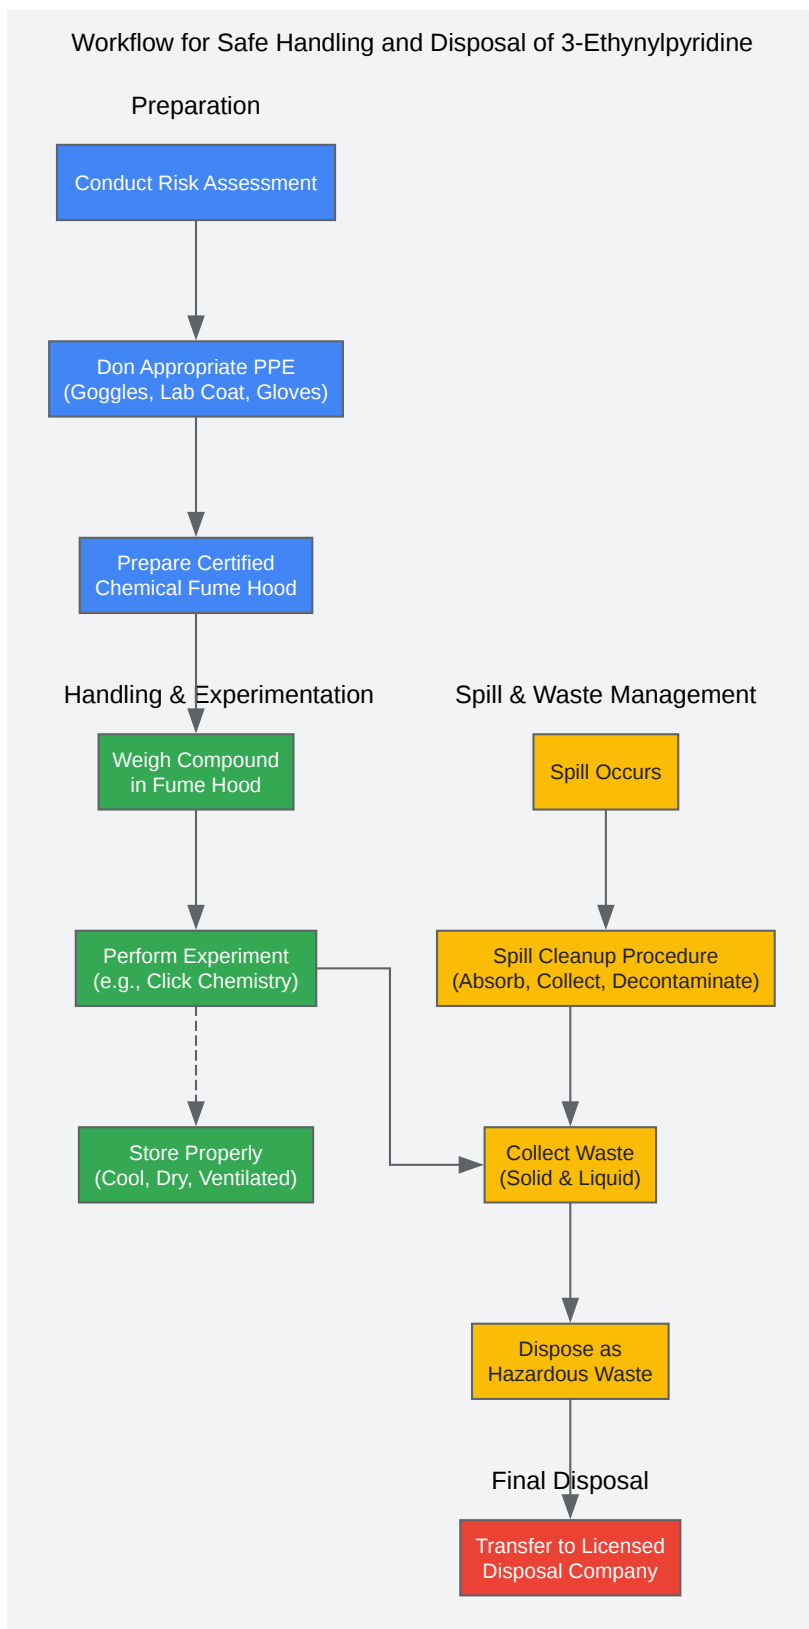 Workflow for Safe Handling and Disposal of 3-Ethynylpyridine
Preparation
Conduct Risk Assessment
Don Appropriate PPE
(Goggles, Lab Coat, Gloves)
Prepare Certified
Chemical Fume Hood
Handling & Experimentation
Weigh Compound
in Fume Hood
Perform Experiment
(e.g., Click Chemistry)
Store Properly
(Cool, Dry, Ventilated)
Spill & Waste Management
Spill Occurs
Spill Cleanup Procedure
(Absorb, Collect, Decontaminate)
Collect Waste
(Solid & Liquid)
Dispose as
Hazardous Waste
Final Disposal
Transfer to Licensed
Disposal Company